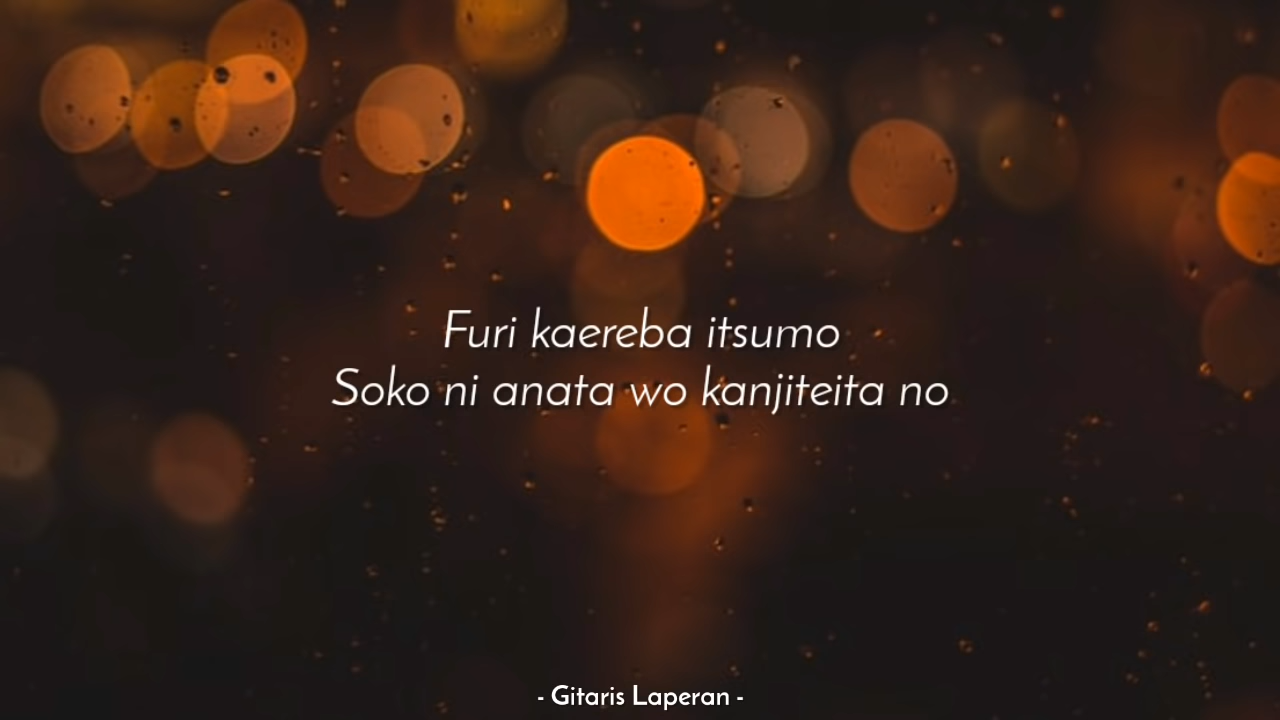 Furi kaereba itsumo
Soko ni anata wo kanjiteita no
- Gitaris Laperan -